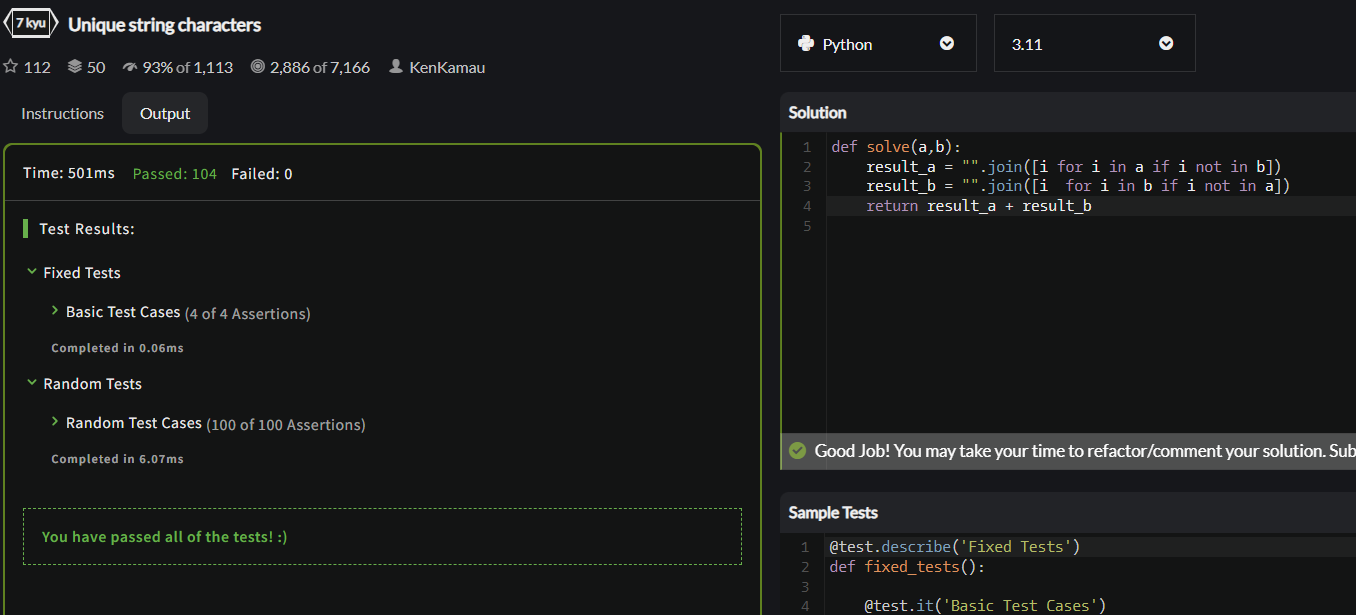 7 kyu Unique string characters
112 50 93% of 1,113 2,886 of 7,166 KenKamau
Instructions Output
Time: 501ms Passed: 104 Failed: 0
Test Results:
Fixed Tests
Basic Test Cases (4 of 4 Assertions)
Completed in 0.06ms
Random Tests
Random Test Cases (100 of 100 Assertions)
Completed in 6.07ms
You have passed all of the tests! :)
Python 3.11
Solution
1 def solve(a,b):
2     result_a = "".join([i for i in a if i not in b])
3     result_b = "".join([i  for i in b if i not in a])
4     return result_a + result_b
5
Good Job! You may take your time to refactor/comment your solution. Sub
Sample Tests
1 @test.describe('Fixed Tests')
2 def fixed_tests():
3
4     @test.it('Basic Test Cases')